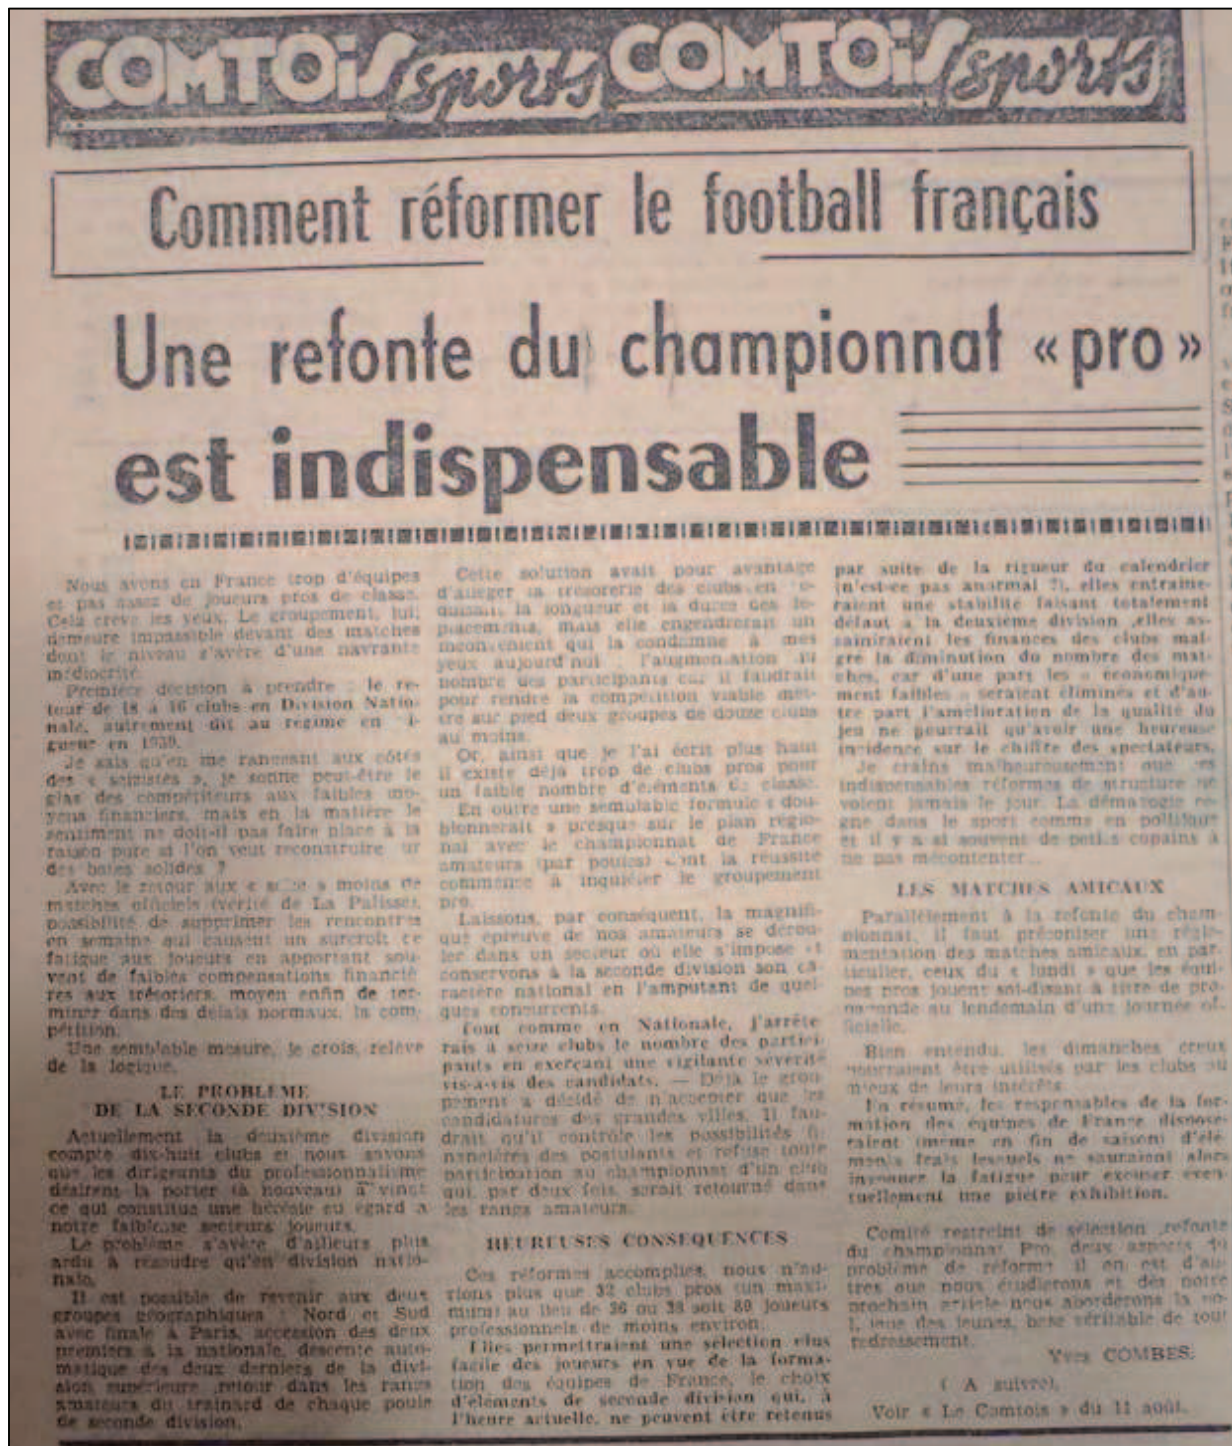 COMTOIS sports COMTOIS sports
Comment réformer le football français
Une refonte du championnat « pro »
est indispensable
Nous avons en France trop d'équipes
et pas assez de joueurs pros de classe.
Cela crève les yeux. Le groupement, lui,
demeure impassible devant des matches
dont le niveau s'avère d'une navrante
médiocrité.
Première décision à prendre : le re-
tour de 18 à 16 clubs en Division Natio-
nale, autrement dit au régime en
gueur en 1939.
Je sais qu'en me rangeant aux côtés
des « seizistes », je sonne peut-être le
glas des compétiteurs aux faibles mo-
yens financiers, mais en la matière le
sentiment ne doit-il pas faire place à la
raison pure si l'on veut reconstruire ur
des bases solides ?
Avec le retour aux « seize » moins de
matches officiels (vérité de La Palisse),
possibilité de supprimer les rencontres
en semaine qui causent un surcroît de
fatigue aux joueurs en apportant sou-
vent de faibles compensations financiè-
res aux trésoriers, moyen enfin de ter-
miner dans des délais normaux, la com-
pétition.
Une semblable mesure, je crois, relève
de la logique.
LE PROBLEME
DE LA SECONDE DIV'SION
Actuellement la deuxième division
compte dix-huit clubs et nous savons
que les dirigeants du professionnalisme
désirent la porter (à nouveau) à vingt
ce qui constitue une hérésie eu égard à
notre faiblesse secteurs joueurs.
Le problème s'avère d'ailleurs plus
ardu à résoudre qu'en division natio-
nale.
Il est possible de revenir aux deux
groupes géographiques : Nord et Sud
avec finale à Paris, accession des deux
premiers à la nationale, descente auto-
matique des deux derniers de la divi-
sion supérieure ,retour dans les rangs
amateurs du trainard de chaque poule
de seconde division.
Cette solution avait pour avantage
d'alléger la trésorerie des clubs en
duisant la longueur et la durée des
placements, mais elle engendrerait un
inconvénient qui la condamne à mes
yeux aujourd'hui : l'augmentation
nombre des participants car il faudrait
pour rendre la compétition viable met-
tre sur pied deux groupes de douze clubs
au moins.
Or, ainsi que je l'ai écrit plus haut
il existe déjà trop de clubs pros pour
un faible nombre d'éléments de classe.
En outre une semblable formule « dou-
blonnerait » presque sur le plan régio-
nal avec le championnat de France
amateurs (par poules) dont la réussite
commence à inquiéter le groupement
pro.
Laissons, par conséquent, la magnifi-
que épreuve de nos amateurs se dérou-
ler dans un secteur où elle s'impose et
conservons à la seconde division son ca-
ractère national en l'amputant de quel-
ques concurrents.
Tout comme en Nationale, j'arrête
rais à seize clubs le nombre des partici-
pants en exerçant une vigilante sévérité
vis-à-vis des candidats. — Déjà le grou-
pement a décidé de n'accepter que les
candidatures des grandes villes. Il fau-
drait qu'il contrôle les possibilités fi-
nancières des postulants et refuse toute
participation au championnat d'un club
qui, par deux fois, serait retourné dans
les rangs amateurs.
HEUREUSES CONSEQUENCES
Ces réformes accomplies, nous n'au-
rions plus que 32 clubs pros (un maxi-
mum) au lieu de 36 ou 38 soit 80 joueurs
professionnels de moins environ.
Elles permettraient une sélection plus
facile des joueurs en vue de la forma-
tion des équipes de France, le choix
d'éléments de seconde division qui, à
l'heure actuelle, ne peuvent être retenus
par suite de la rigueur du calendrier
(n'est-ce pas anormal ?), elles entraîne-
raient une stabilité faisant totalement
défaut à la deuxième division ,elles as-
sainiraient les finances des clubs mal-
gré la diminution du nombre des mat-
ches, car d'une part les « économique-
ment faibles » seraient éliminés et d'au-
tre part l'amélioration de la qualité du
jeu ne pourrait qu'avoir une heureuse
incidence sur le chiffre des spectateurs.
Je crains malheureusement que ces
indispensables réformes de structure ne
voient jamais le jour. La démagogie rè-
gne dans le sport comme en politique
et il y a si souvent de petits copains à
ne pas mécontenter...
LES MATCHES AMICAUX
Parallèlement à la refonte du cham-
pionnat, il faut préconiser une régle-
mentation des matches amicaux, en par-
ticulier, ceux du « lundi » que les équi-
pes pros jouent soi-disant à titre de pro-
pagande au lendemain d'une journée of-
ficielle.
Bien entendu, les dimanches creux
pourraient être utilisés par les clubs au
mieux de leurs intérêts.
En résumé, les responsables de la for-
mation des équipes de France dispose-
raient (même en fin de saison) d'élé-
ments frais lesquels ne sauraient alors
invoquer la fatigue pour excuser éven-
tuellement une piètre exhibition.
Comité restreint de sélection ,refonte
du championnat Pro, deux aspects du
problème de réforme il en est d'au-
tres que nous étudierons et dès notre
prochain article nous aborderons la
tique des jeunes, base véritable de tout
redressement.
Yves COMBES.
( A suivre).
Voir « Le Comtois » du 11 août.